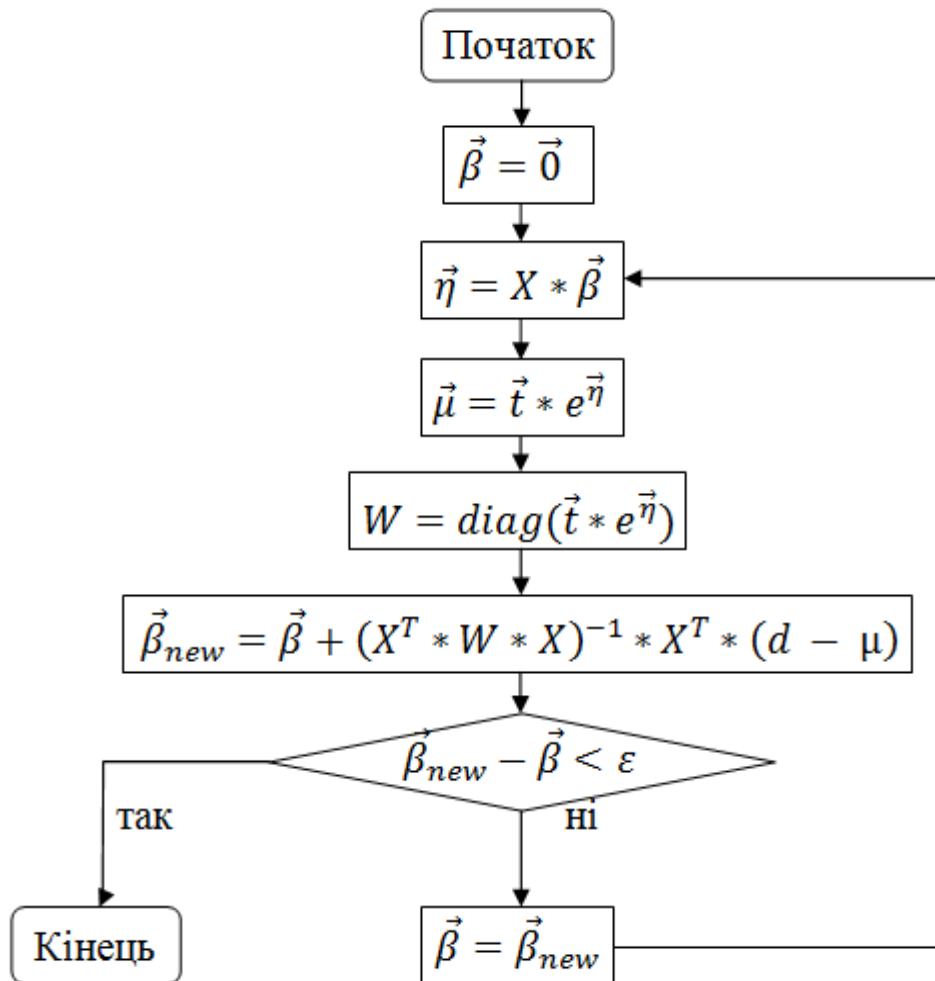 Початок
β⃗ = 0⃗
η⃗ = X * β⃗
μ⃗ = t⃗ * e^η⃗
W = diag(t⃗ * e^η⃗)
β⃗_new = β⃗ + (X^T * W * X)^−1 * X^T * (d − μ)
β⃗_new − β⃗ < ε
так
ні
Кінець
β⃗ = β⃗_new